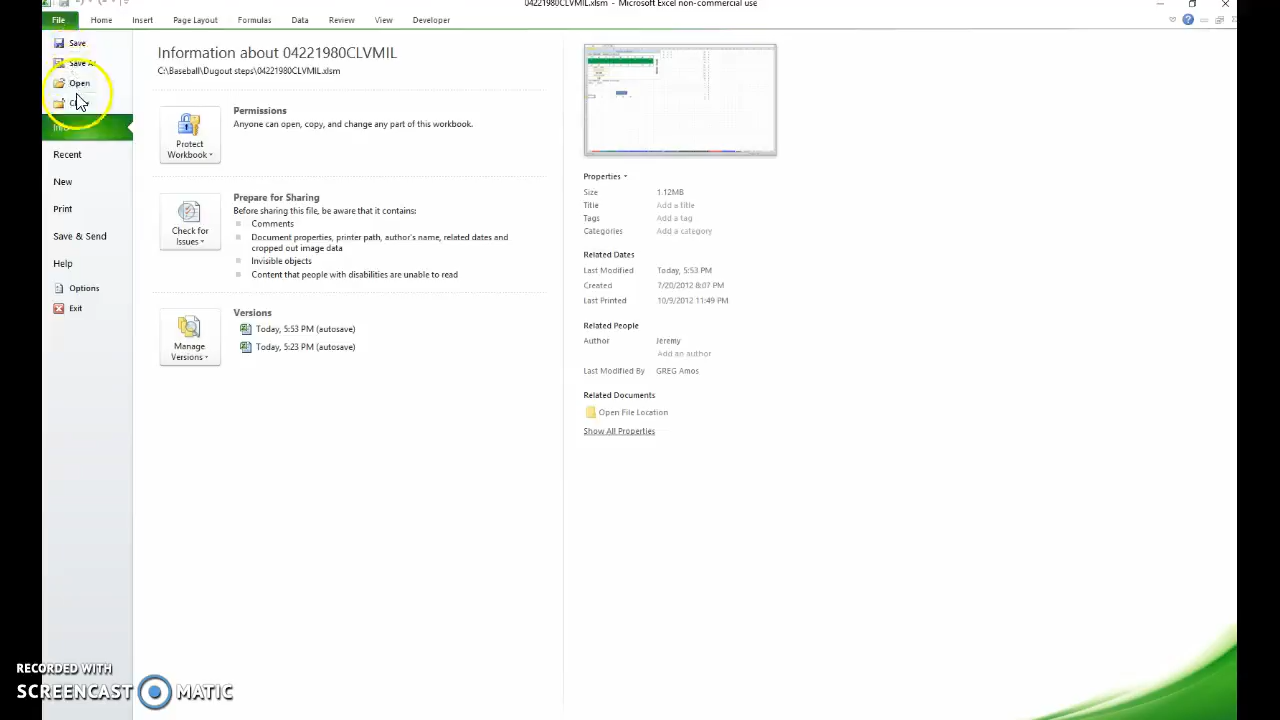 04221980CLVMIL.xlsm - Microsoft Excel non-commercial use
File Home Insert Page Layout Formulas Data Review View Developer
Save
Save
Open
Info
Recent
New
Print
Save & Send
Help
Options
Exit
Information about 04221980CLVMIL
C:\Baseball\Dugout steps\04221980CLVMIL.xlsm
Protect
Workbook
Permissions
Anyone can open, copy, and change any part of this workbook.
Check for
Issues
Prepare for Sharing
Before sharing this file, be aware that it contains:
Comments
Document properties, printer path, author's name, related dates and
cropped out image data
Invisible objects
Content that people with disabilities are unable to read
Manage
Versions
Versions
Today, 5:53 PM (autosave)
Today, 5:23 PM (autosave)
Properties
Size 1.12MB
Title Add a title
Tags Add a tag
Categories Add a category
Related Dates
Last Modified Today, 5:53 PM
Created 7/20/2012 8:07 PM
Last Printed 10/9/2012 11:49 PM
Related People
Author Jeremy
Add an author
Last Modified By GREG Amos
Related Documents
Open File Location
Show All Properties
RECORDED WITH
SCREENCAST MATIC